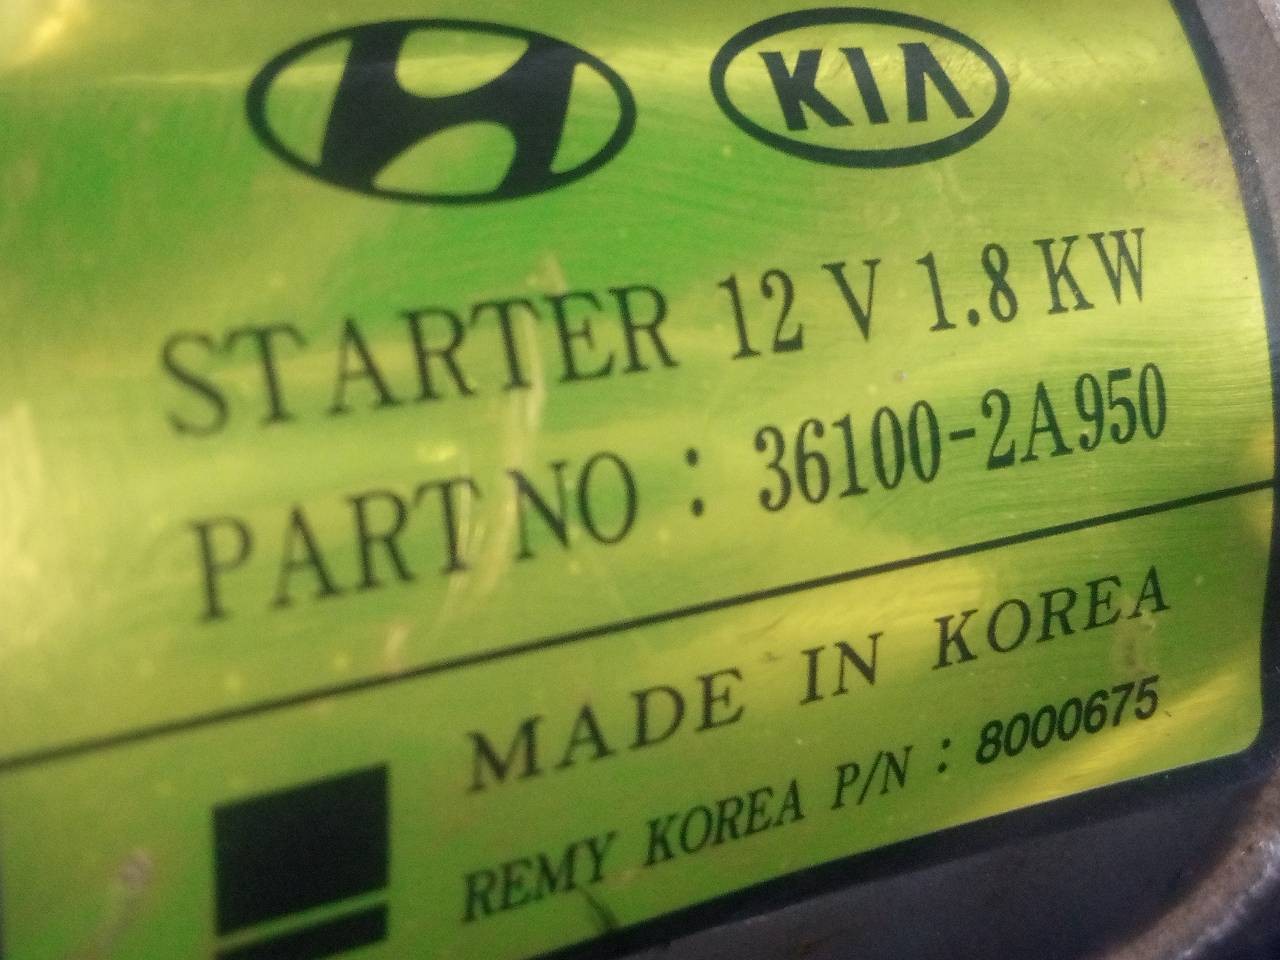 KIA
STARTER 12 V 1.8 KW
PART NO : 36100-2A950
MADE IN KOREA
REMY KOREA P/N : 8000675